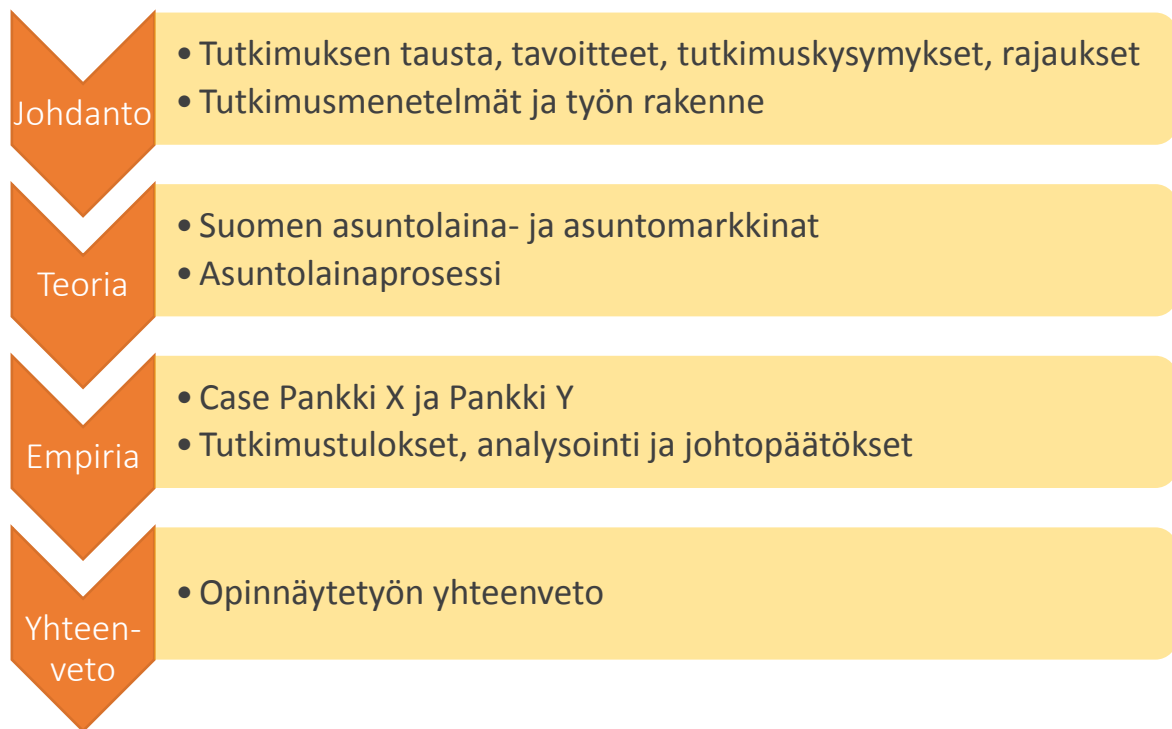 Johdanto
• Tutkimuksen tausta, tavoitteet, tutkimuskysymykset, rajaukset
• Tutkimusmenetelmät ja työn rakenne
Teoria
• Suomen asuntolaina- ja asuntomarkkinat
• Asuntolainaprosessi
Empiria
• Case Pankki X ja Pankki Y
• Tutkimustulokset, analysointi ja johtopäätökset
Yhteen-
veto
• Opinnäytetyön yhteenveto